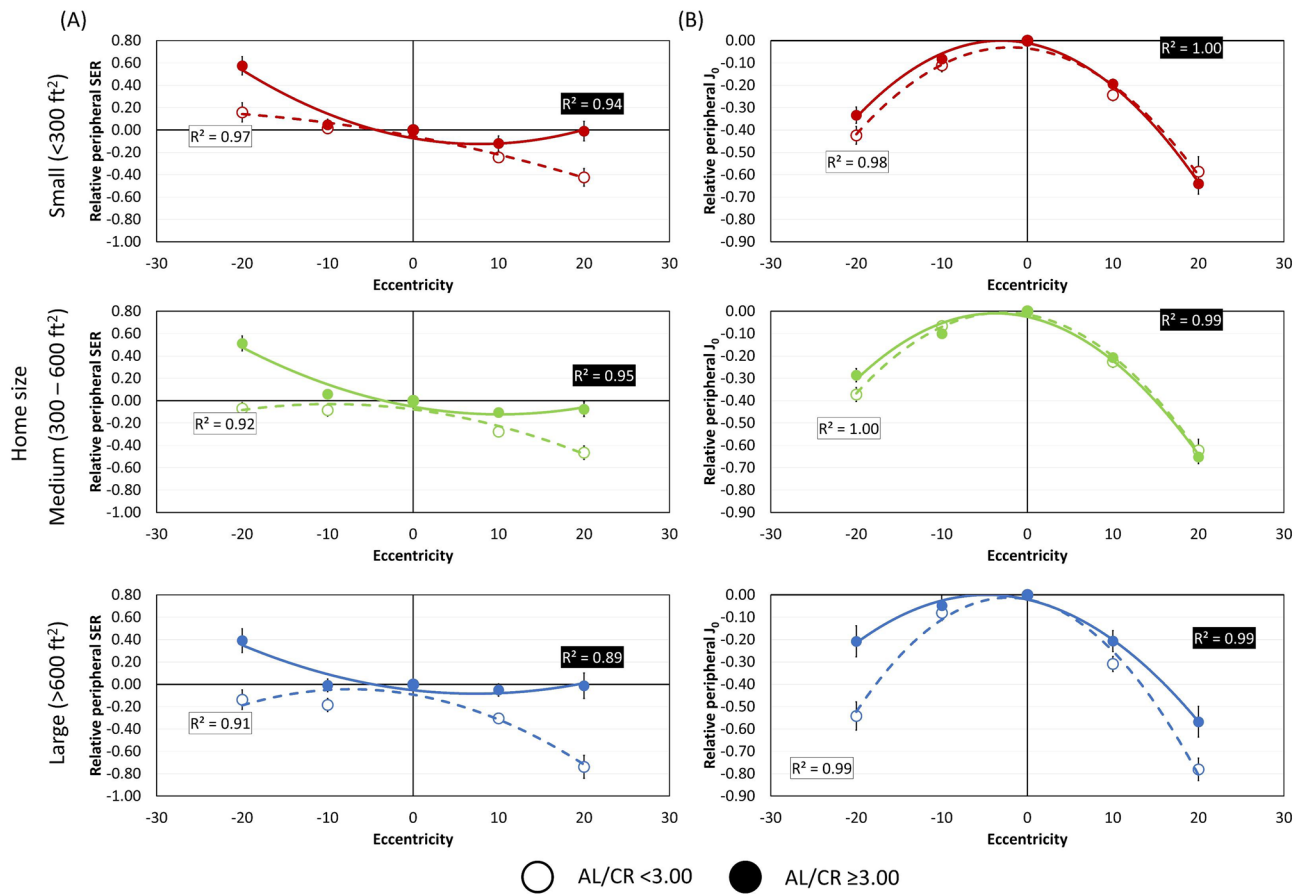 (A)
(B)
Home size
Small (<300 ft²)
Relative peripheral SER
0.80
0.60
0.40
0.20
0.00
-0.20
-0.40
-0.60
-0.80
-1.00
R² = 0.97
R² = 0.94
-30 -20 -10 0 10 20 30
Eccentricity
Relative peripheral J₀
0.00
-0.10
-0.20
-0.30
-0.40
-0.50
-0.60
-0.70
-0.80
-0.90
R² = 1.00
R² = 0.98
-30 -20 -10 0 10 20 30
Eccentricity
Medium (300 – 600 ft²)
Relative peripheral SER
0.80
0.60
0.40
0.20
0.00
-0.20
-0.40
-0.60
-0.80
-1.00
R² = 0.95
R² = 0.92
-30 -20 -10 0 10 20 30
Eccentricity
Relative peripheral J₀
0.00
-0.10
-0.20
-0.30
-0.40
-0.50
-0.60
-0.70
-0.80
-0.90
R² = 0.99
R² = 1.00
-30 -20 -10 0 10 20 30
Eccentricity
Large (>600 ft²)
Relative peripheral SER
0.80
0.60
0.40
0.20
0.00
-0.20
-0.40
-0.60
-0.80
-1.00
R² = 0.89
R² = 0.91
-30 -20 -10 0 10 20 30
Eccentricity
Relative peripheral J₀
0.00
-0.10
-0.20
-0.30
-0.40
-0.50
-0.60
-0.70
-0.80
-0.90
R² = 0.99
R² = 0.99
-30 -20 -10 0 10 20 30
Eccentricity
AL/CR <3.00
AL/CR ≥3.00